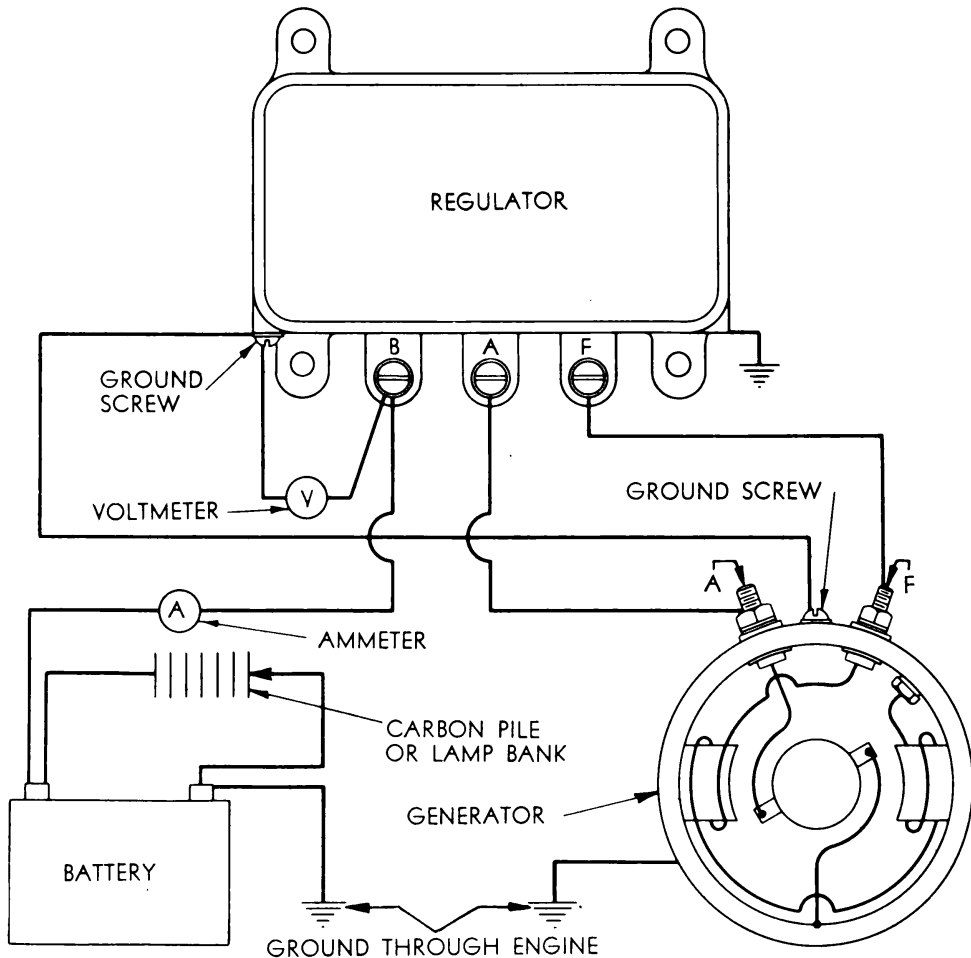 REGULATOR
B
A
F
GROUND
SCREW
VOLTMETER
V
GROUND SCREW
A
F
A
AMMETER
CARBON PILE
OR LAMP BANK
GENERATOR
BATTERY
GROUND THROUGH ENGINE